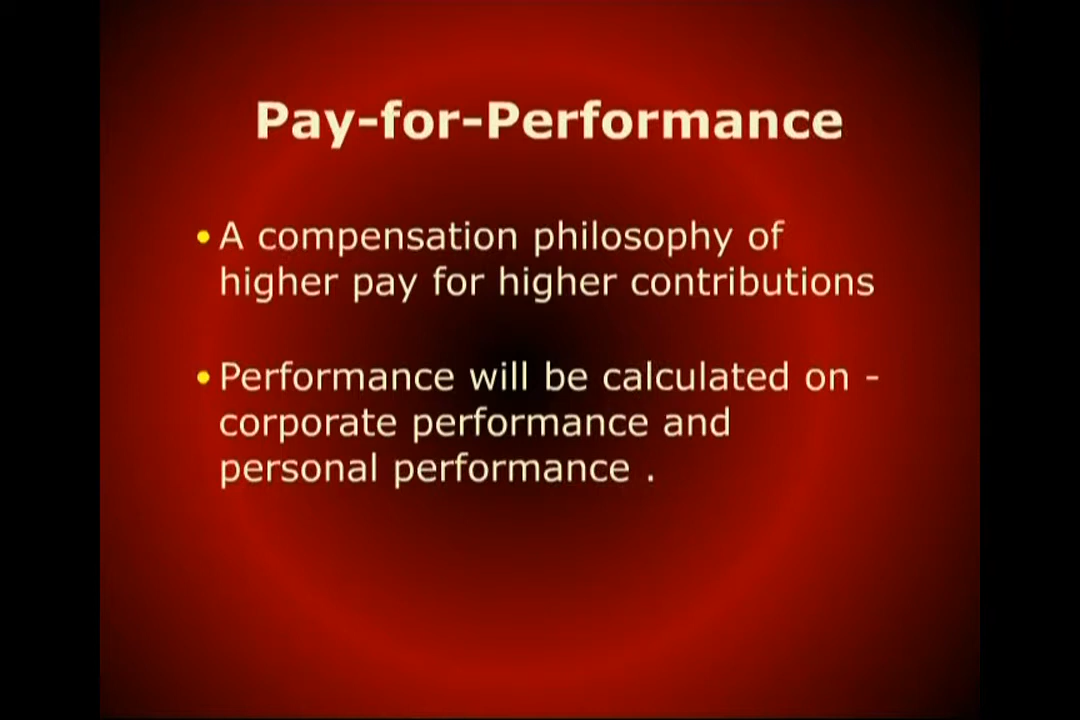 Pay-for-Performance
• A compensation philosophy of
higher pay for higher contributions
• Performance will be calculated on -
corporate performance and
personal performance .